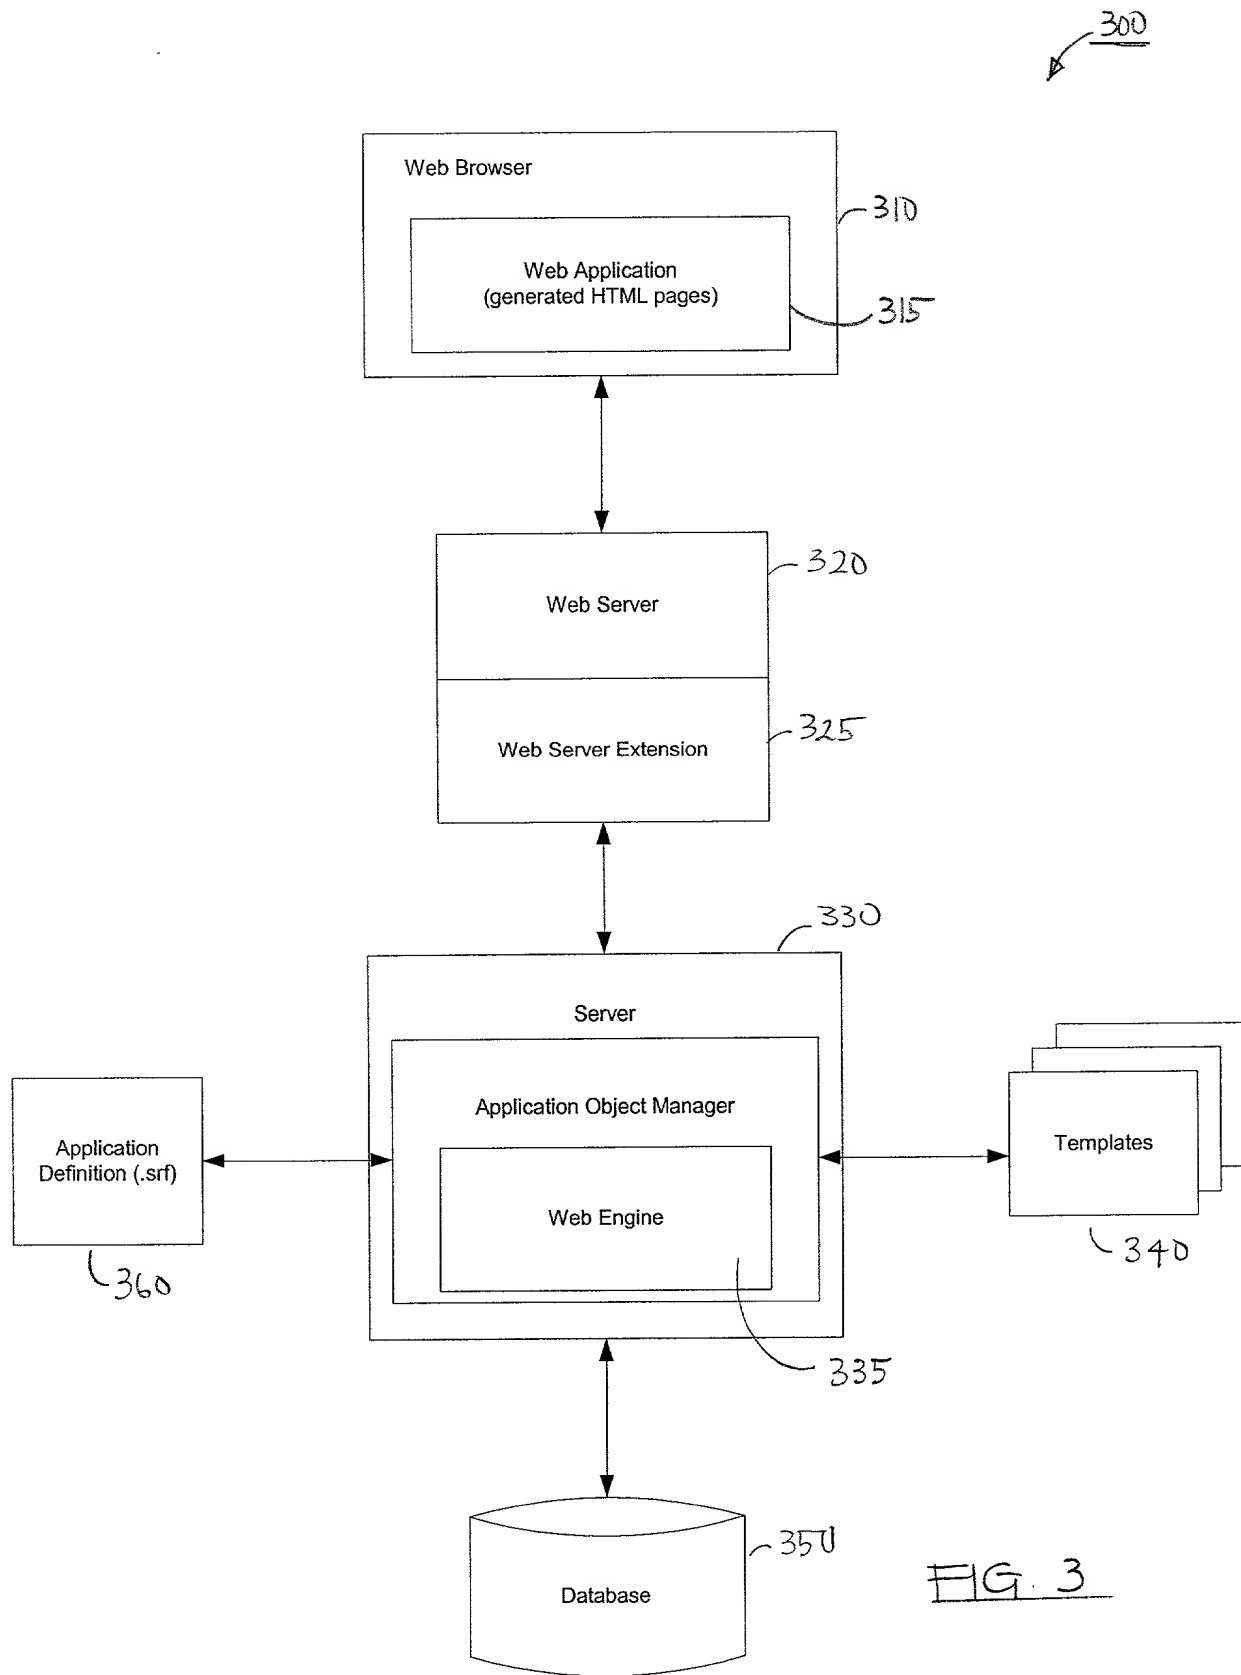 300
Web Browser
310
Web Application
(generated HTML pages)
315
320
Web Server
325
Web Server Extension
330
Server
Application Object Manager
Application
Definition (.srf)
Templates
Web Engine
340
360
335
350
Database
FIG. 3